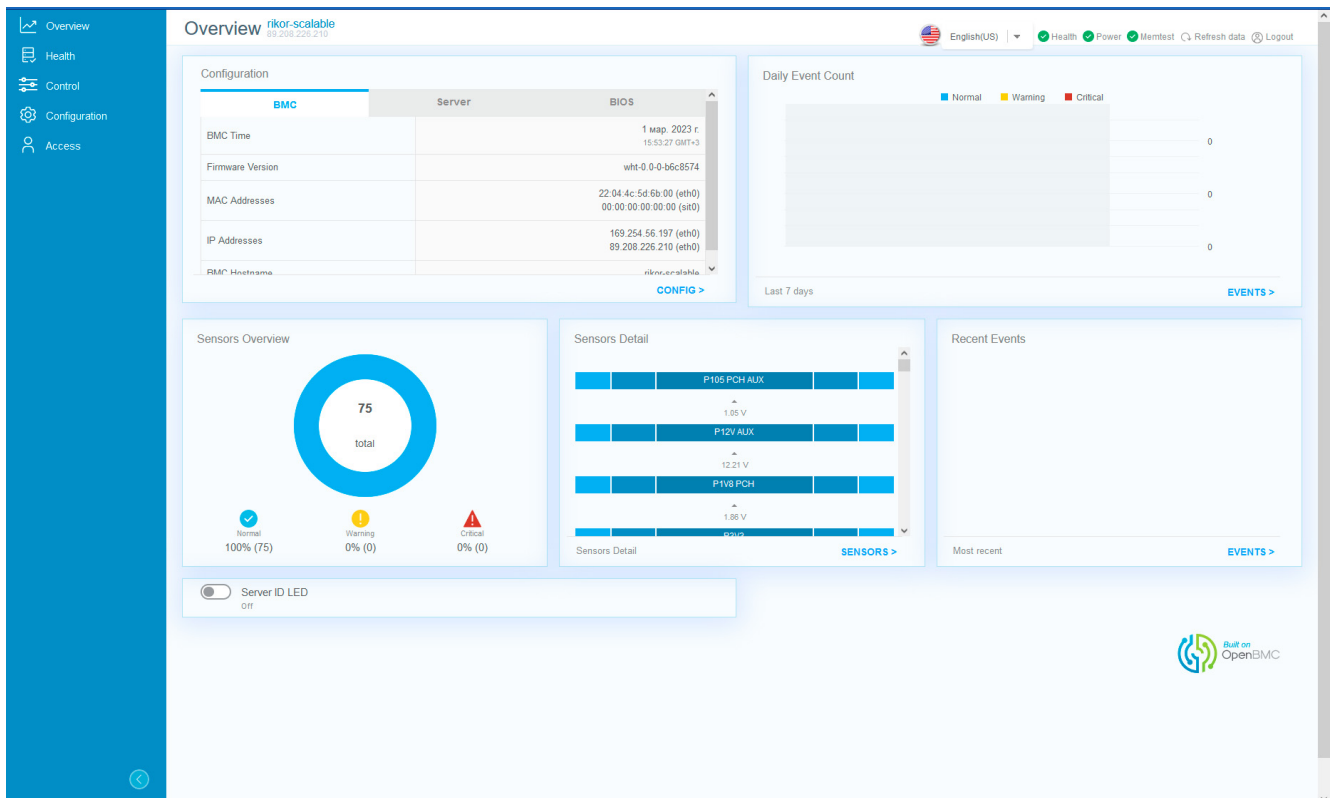 Overview
Health
Control
Configuration
Access
Overview rikor-scalable
89.208.226.210
English(US)
Health Power Memtest Refresh data Logout
Configuration
BMC Server BIOS
BMC Time
1 мар. 2023 г.
15:53:27 GMT+3
Firmware Version
wht-0.0-0-b6c8574
MAC Addresses
22:04:4c:5d:6b:00 (eth0)
00:00:00:00:00:00 (sit0)
IP Addresses
169.254.56.197 (eth0)
89.208.226.210 (eth0)
BMC Hostname
rikor-scalable
CONFIG >
Daily Event Count
Normal Warning Critical
0
0
0
Last 7 days
EVENTS >
Sensors Overview
75
total
Normal
100% (75)
Warning
0% (0)
Critical
0% (0)
Sensors Detail
P105 PCH AUX
1.05 V
P12V AUX
12.21 V
P1V8 PCH
1.86 V
P3V3
Sensors Detail
SENSORS >
Recent Events
Most recent
EVENTS >
Server ID LED
Off
Built on
OpenBMC